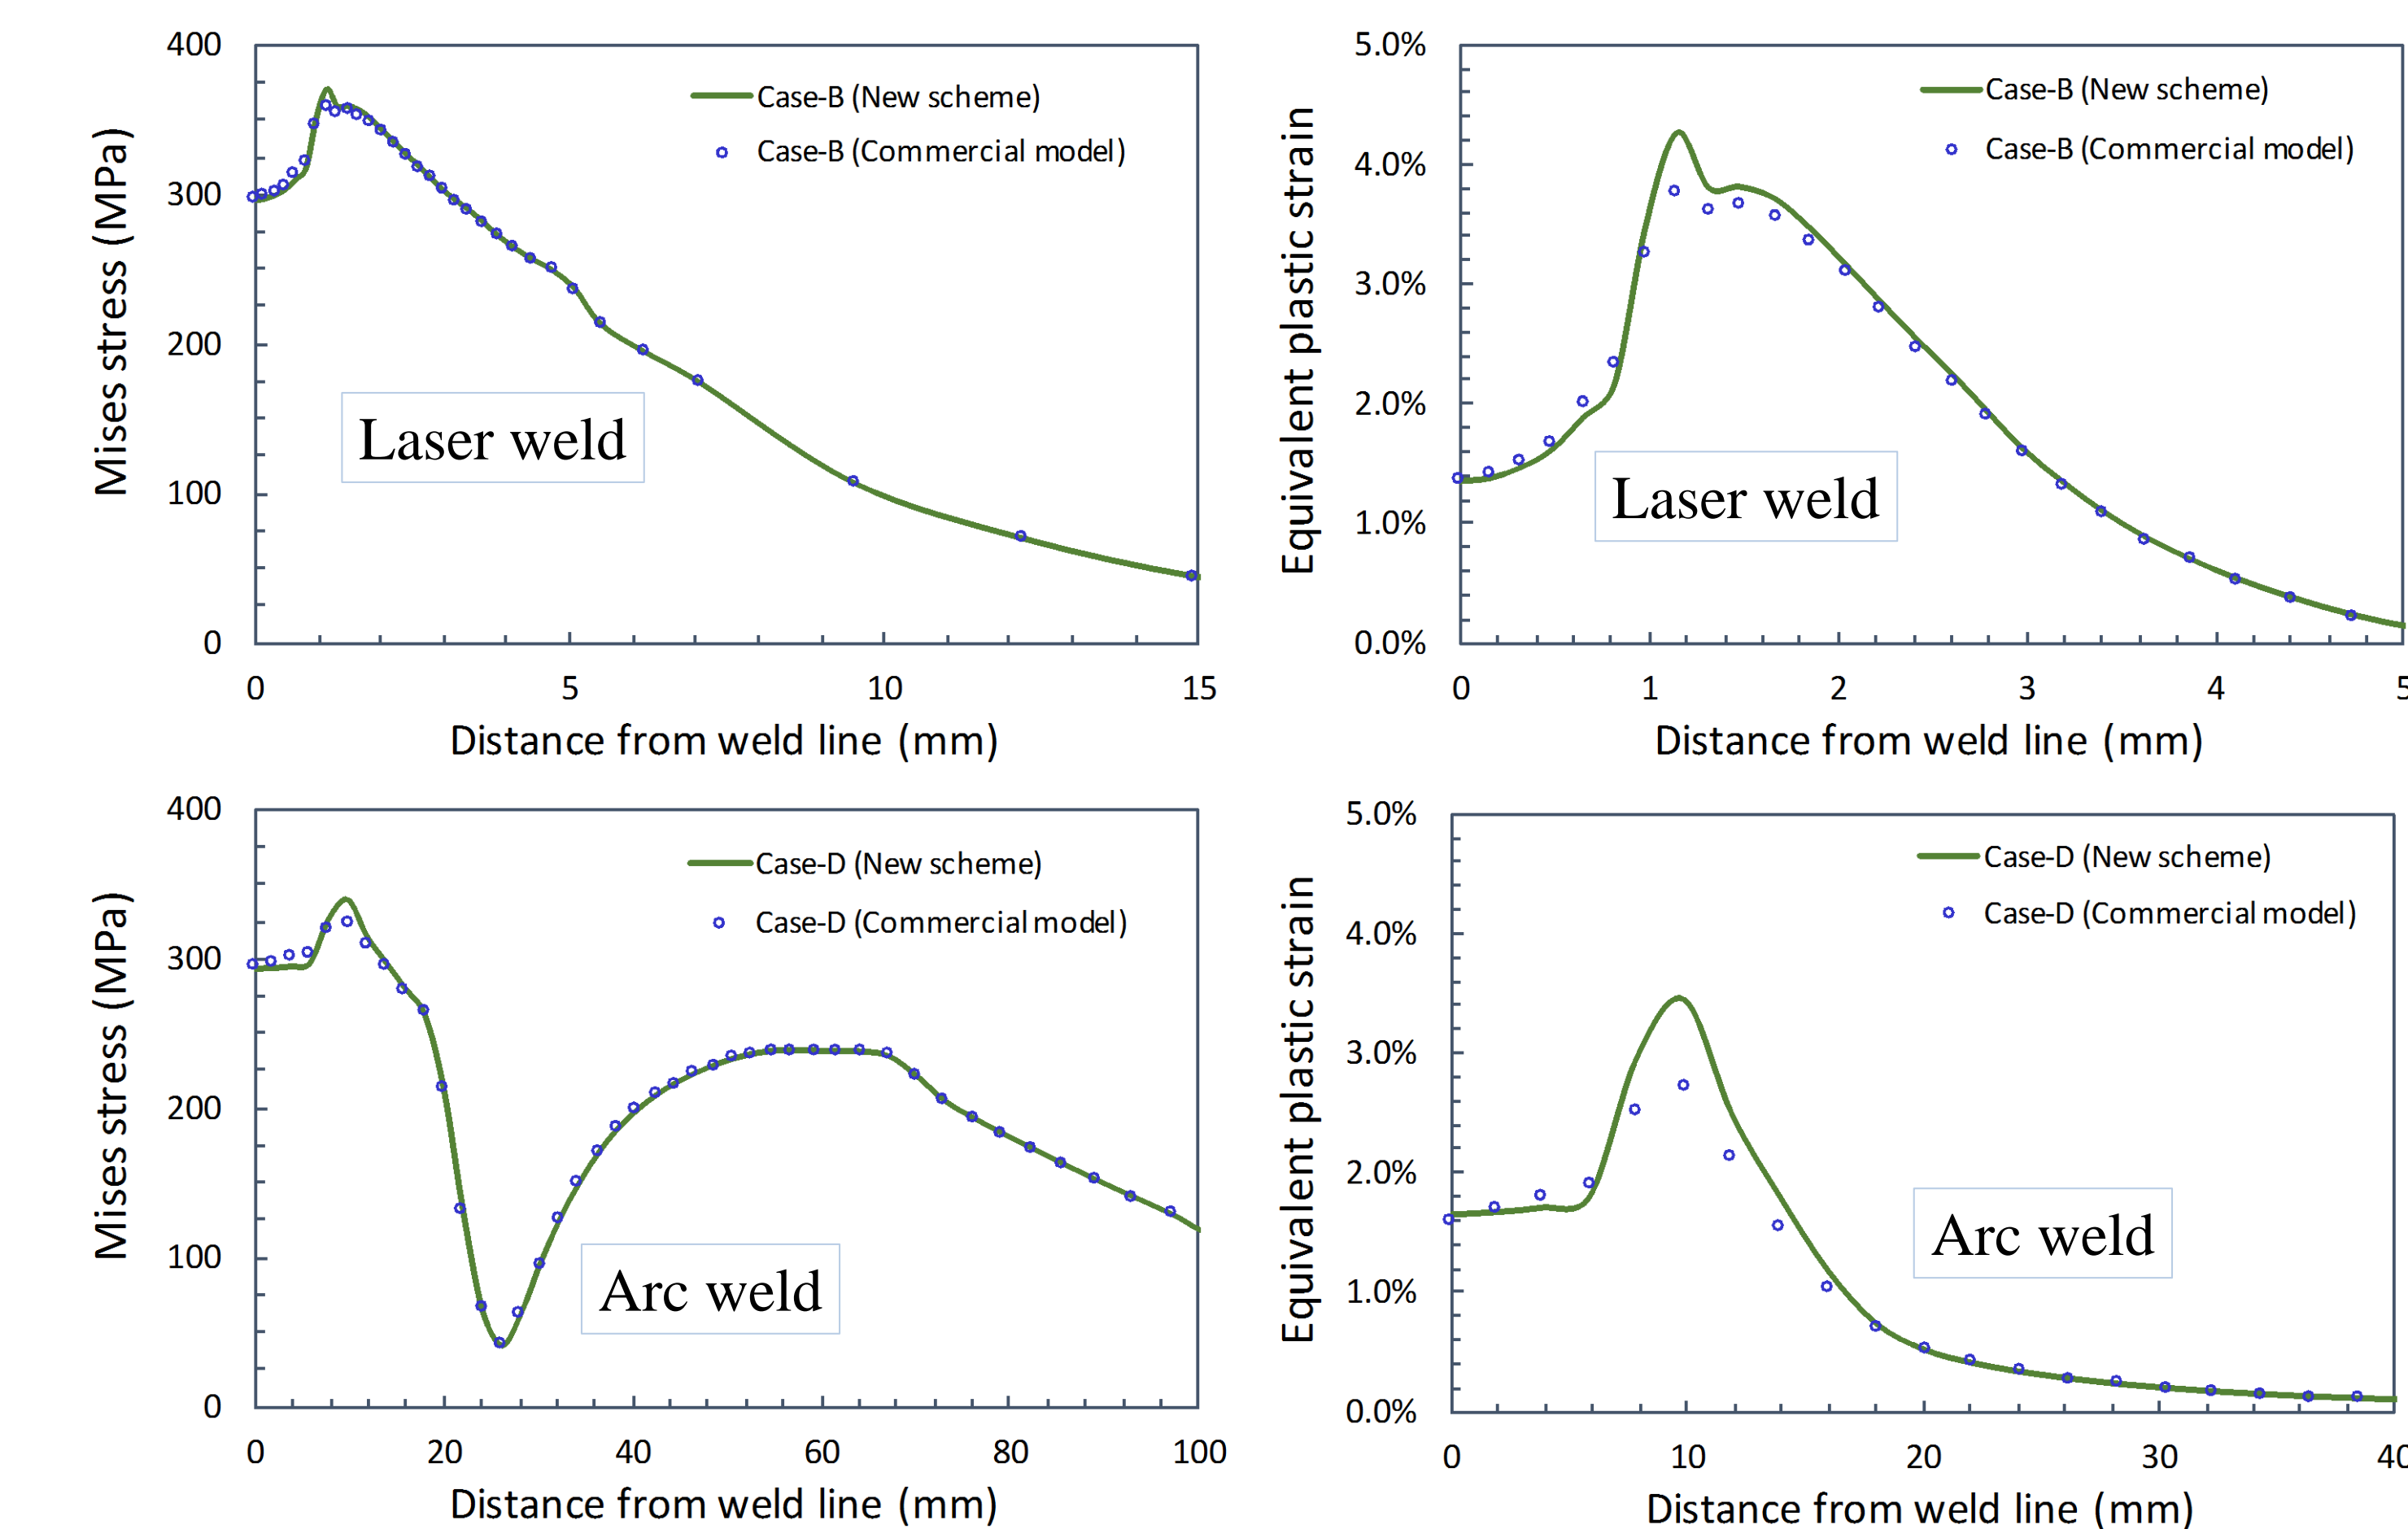 400
300
200
100
0
Mises stress (MPa)
Case-B (New scheme)
Case-B (Commercial model)
Laser weld
0 5 10 15
Distance from weld line (mm)
5.0%
4.0%
3.0%
2.0%
1.0%
0.0%
Equivalent plastic strain
Case-B (New scheme)
Case-B (Commercial model)
Laser weld
0 1 2 3 4 5
Distance from weld line (mm)
400
300
200
100
0
Mises stress (MPa)
Case-D (New scheme)
Case-D (Commercial model)
Arc weld
0 20 40 60 80 100
Distance from weld line (mm)
5.0%
4.0%
3.0%
2.0%
1.0%
0.0%
Equivalent plastic strain
Case-D (New scheme)
Case-D (Commercial model)
Arc weld
0 10 20 30 40
Distance from weld line (mm)